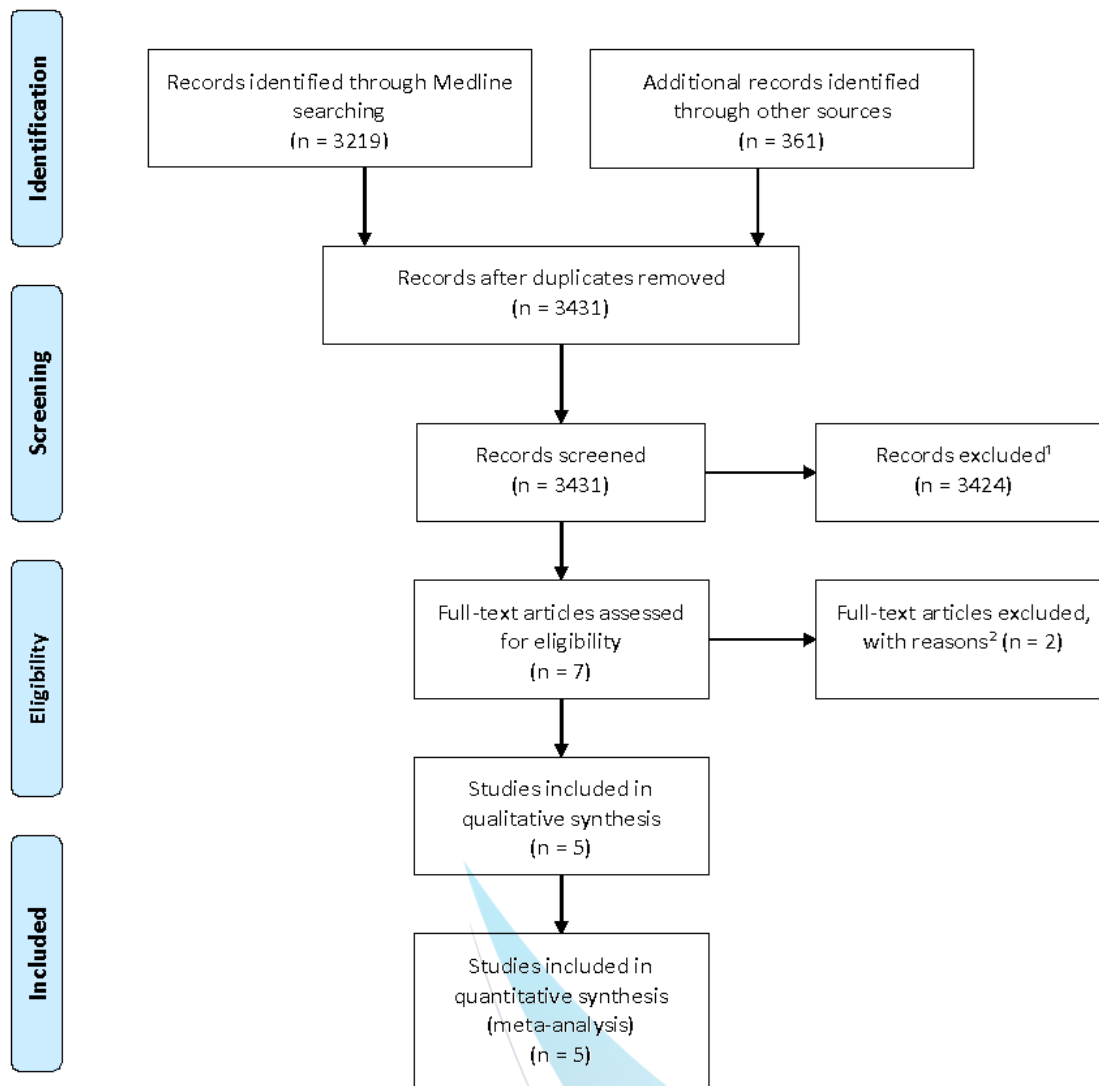 Identification
Records identified through Medline
searching
(n = 3219)
Additional records identified
through other sources
(n = 361)
Records after duplicates removed
(n = 3431)
Screening
Records screened
(n = 3431)
Records excluded¹
(n = 3424)
Eligibility
Full-text articles assessed
for eligibility
(n = 7)
Full-text articles excluded,
with reasons² (n = 2)
Studies included in
qualitative synthesis
(n = 5)
Included
Studies included in
quantitative synthesis
(meta-analysis)
(n = 5)